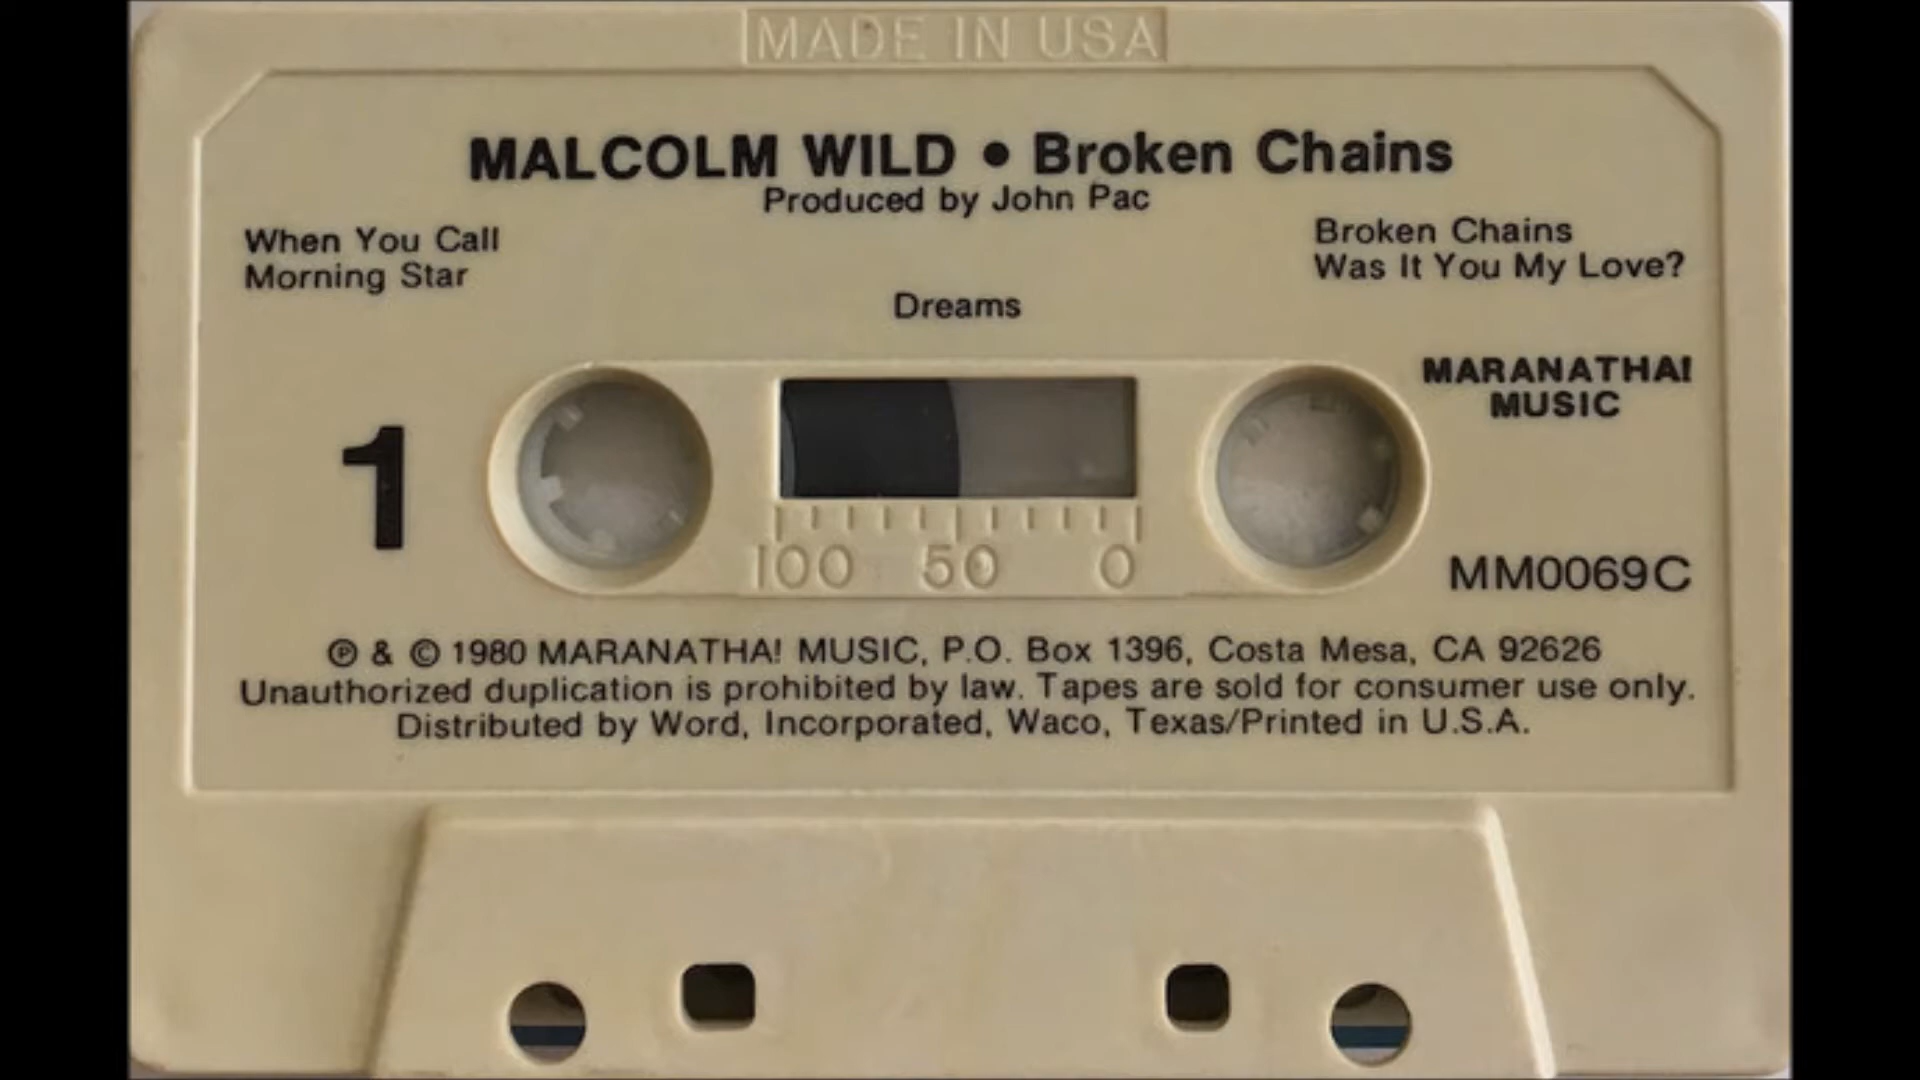 MADE IN USA
MALCOLM WILD • Broken Chains
Produced by John Pac
When You Call
Morning Star
Dreams
Broken Chains
Was It You My Love?
MARANATHA!
MUSIC
1
100 50 0
MM0069C
℗ & © 1980 MARANATHA! MUSIC, P.O. Box 1396, Costa Mesa, CA 92626
Unauthorized duplication is prohibited by law. Tapes are sold for consumer use only.
Distributed by Word, Incorporated, Waco, Texas/Printed in U.S.A.